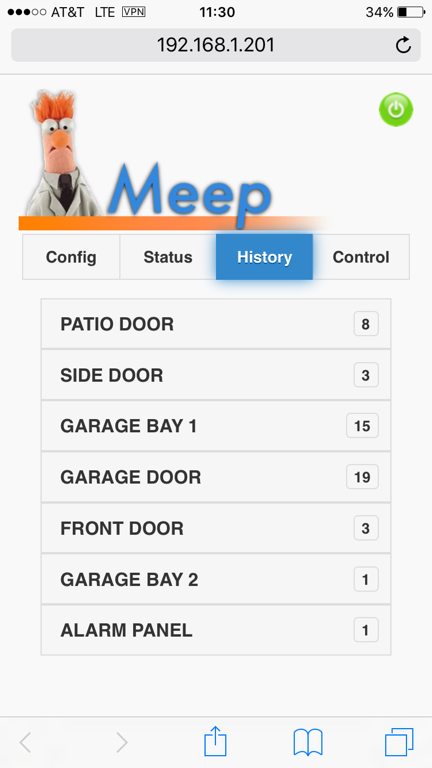 AT&T LTE VPN 11:30 34%
192.168.1.201
Meep
Config Status History Control
PATIO DOOR 8
SIDE DOOR 3
GARAGE BAY 1 15
GARAGE DOOR 19
FRONT DOOR 3
GARAGE BAY 2 1
ALARM PANEL 1